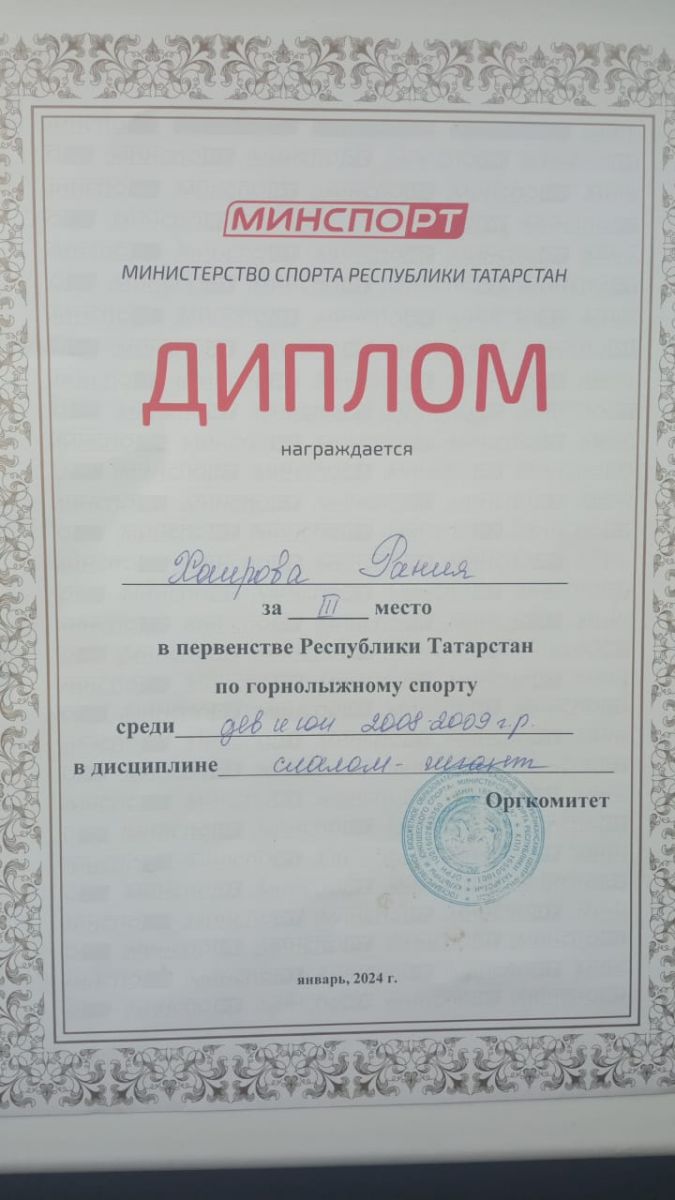 МИНСПОРТ
МИНИСТЕРСТВО СПОРТА РЕСПУБЛИКИ ТАТАРСТАН
ДИПЛОМ
награждается
Хаирова Рания
за III место
в первенстве Республики Татарстан
по горнолыжному спорту
среди дев и юн 2008-2009 г.р.
в дисциплине слалом-гигант
Оргкомитет
январь, 2024 г.